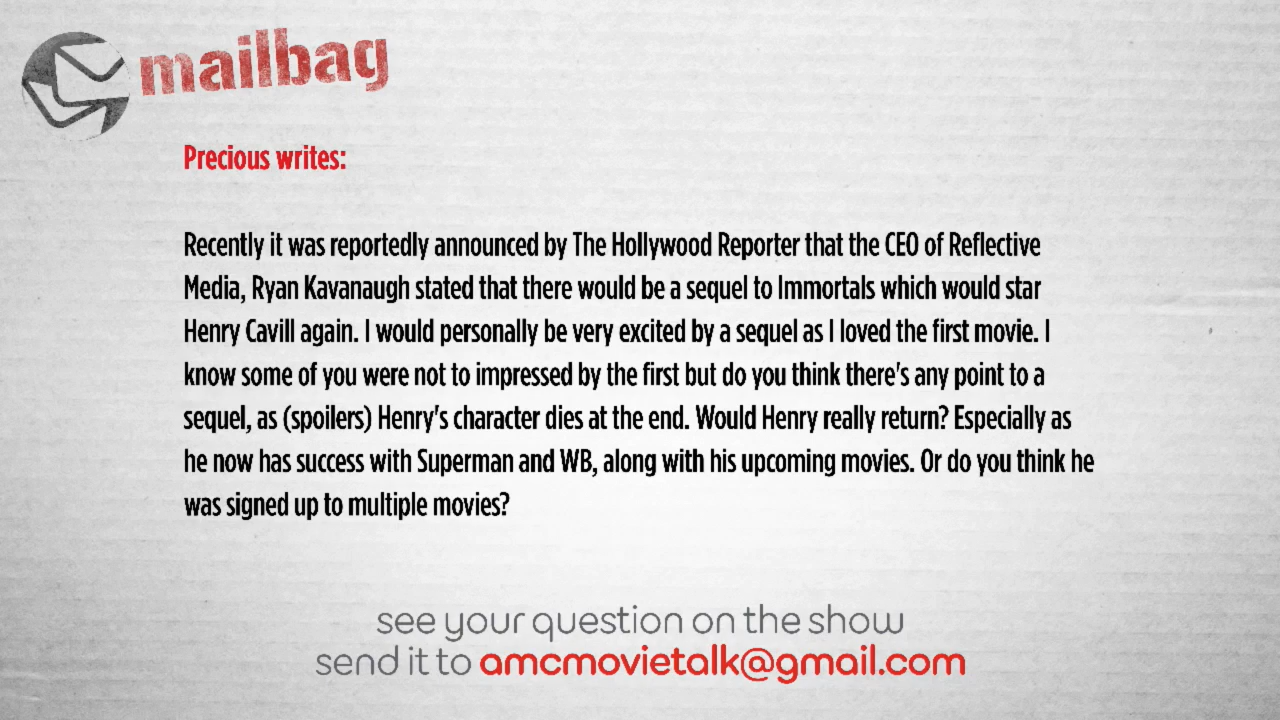 mailbag
Precious writes:
Recently it was reportedly announced by The Hollywood Reporter that the CEO of Reflective
Media, Ryan Kavanaugh stated that there would be a sequel to Immortals which would star
Henry Cavill again. I would personally be very excited by a sequel as I loved the first movie. I
know some of you were not to impressed by the first but do you think there's any point to a
sequel, as (spoilers) Henry's character dies at the end. Would Henry really return? Especially as
he now has success with Superman and WB, along with his upcoming movies. Or do you think he
was signed up to multiple movies?
see your question on the show
send it to amcmovietalk@gmail.com